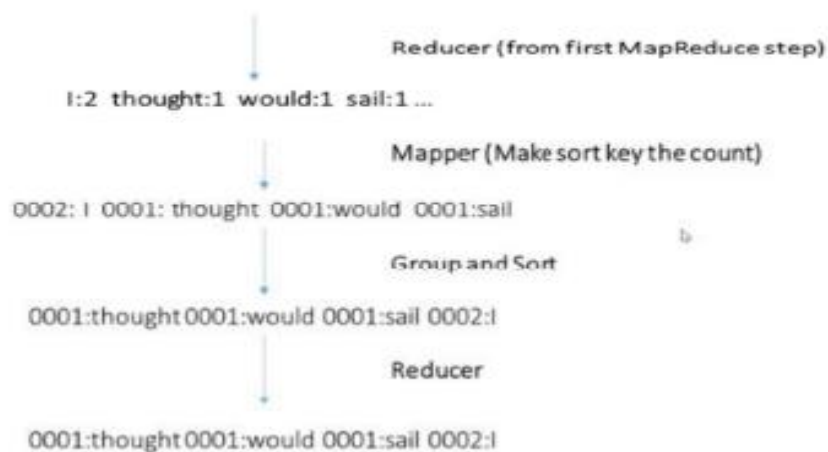 Reducer (from first MapReduce step)
I:2 thought:1 would:1 sail:1 ...
Mapper (Make sort key the count)
0002: I 0001: thought 0001:would 0001:sail
Group and Sort
0001:thought 0001:would 0001:sail 0002:I
Reducer
0001:thought 0001:would 0001:sail 0002:I